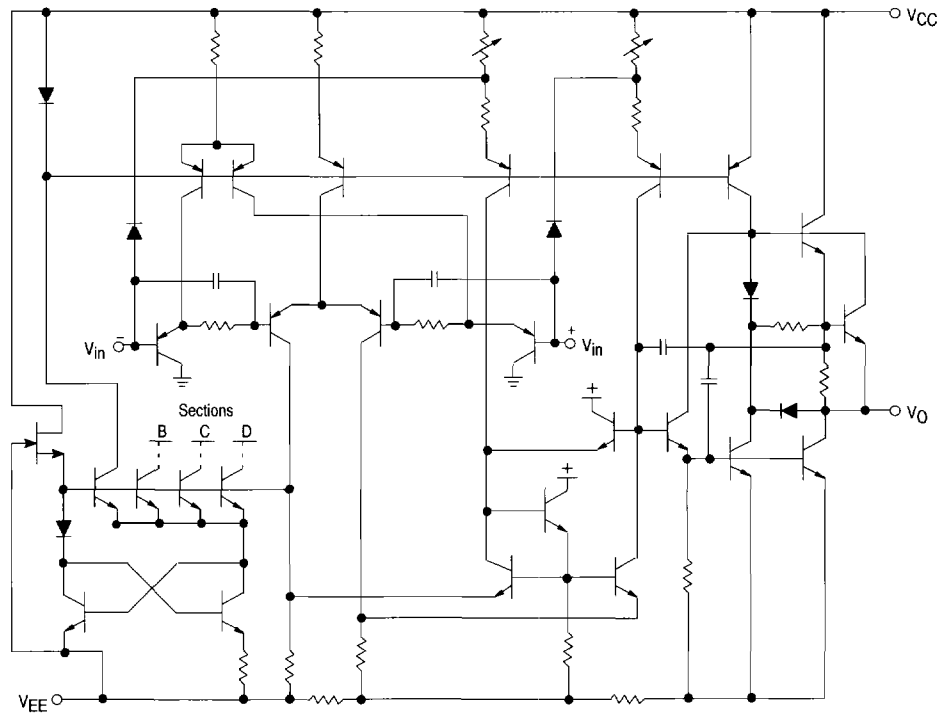 VCC
−
Vin
+
Vin
Sections
B C D
+
+
VO
VEE